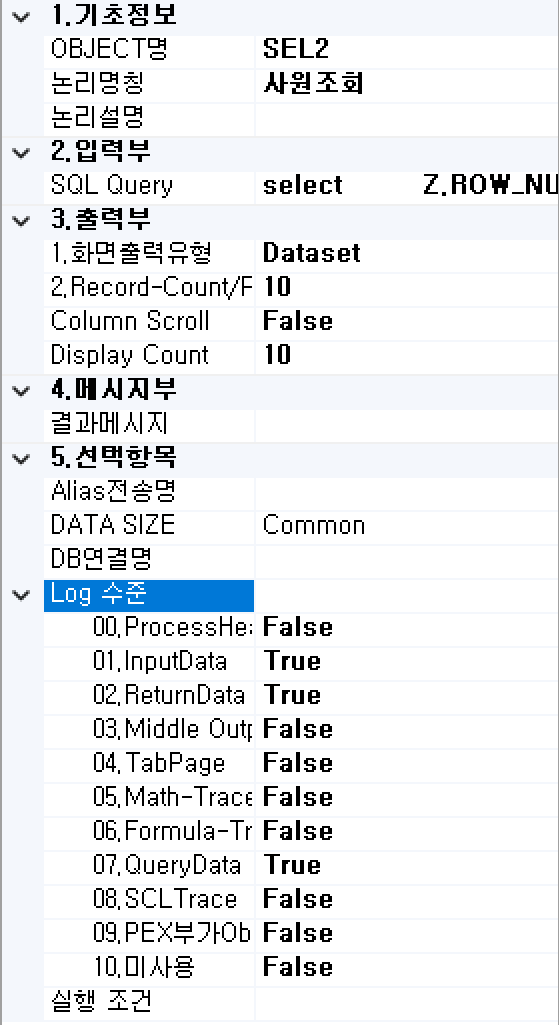 1.기초정보
OBJECT명 SEL2
논리명칭 사원조회
논리설명
2.입력부
SQL Query select Z.ROW_NU
3.출력부
1.화면출력유형 Dataset
2.Record-Count/F 10
Column Scroll False
Display Count 10
4.메시지부
결과메시지
5.선택항목
Alias전송명
DATA SIZE Common
DB연결명
Log 수준
00.ProcessHea False
01.InputData True
02.ReturnData True
03.Middle Outp False
04.TabPage False
05.Math-Trace False
06.Formula-Tr False
07.QueryData True
08.SCLTrace False
09.PEX부가Ob False
10.미사용 False
실행 조건